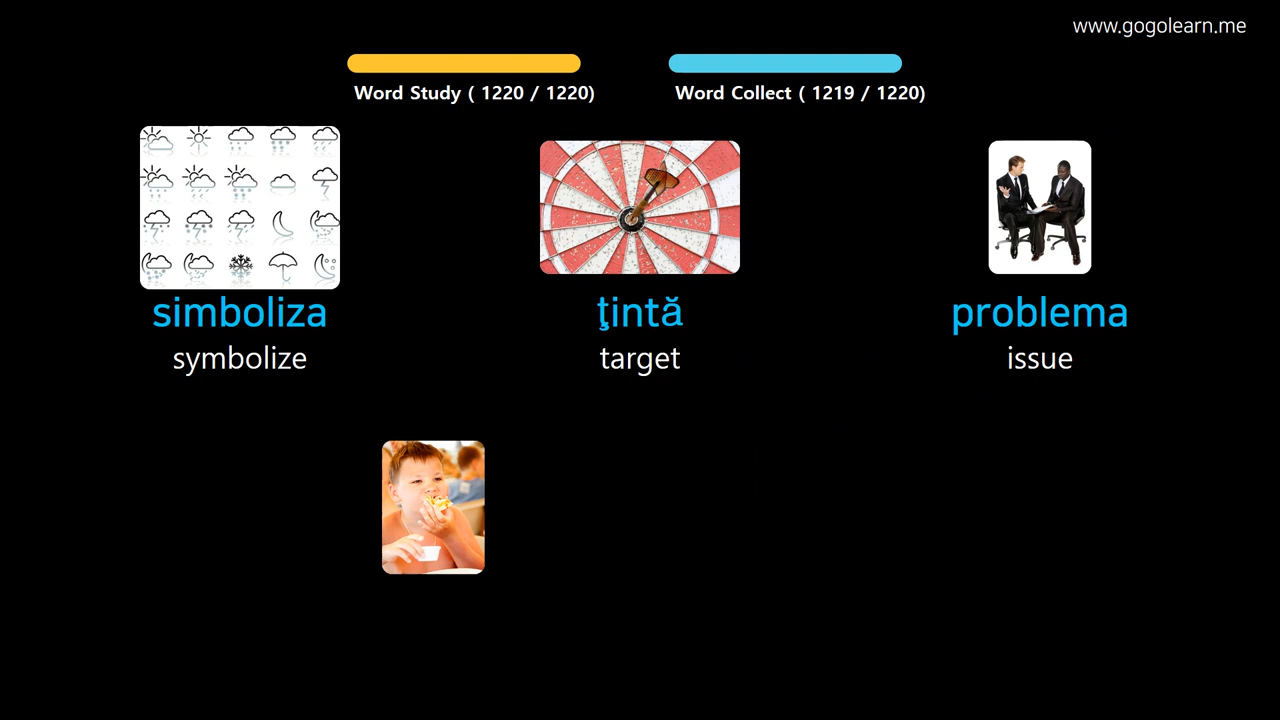 www.gogolearn.me
Word Study ( 1220 / 1220)
Word Collect ( 1219 / 1220)
simboliza
ţintă
problema
symbolize
target
issue